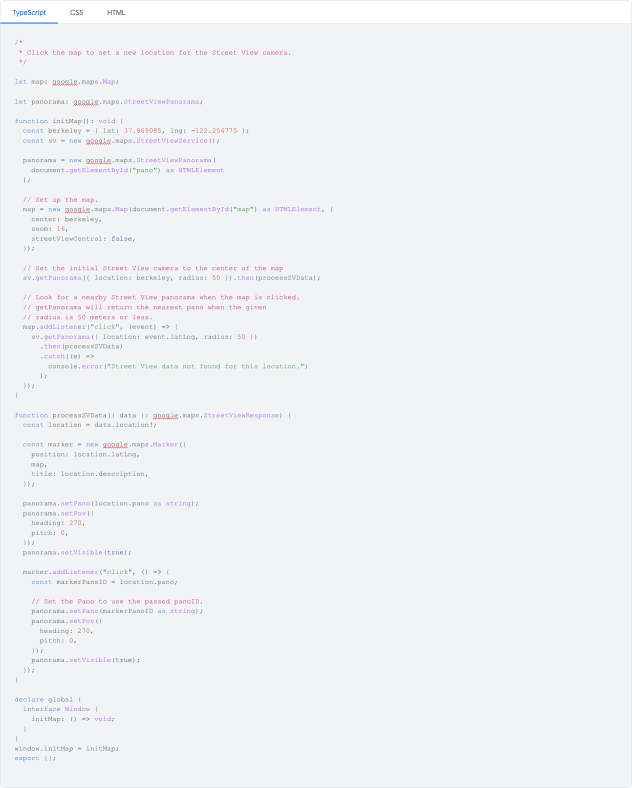 TypeScript CSS HTML
/*
 * Click the map to set a new location for the Street View camera.
 */

let map: google.maps.Map;

let panorama: google.maps.StreetViewPanorama;

function initMap(): void {
  const berkeley = { lat: 37.869085, lng: -122.254775 };
  const sv = new google.maps.StreetViewService();

  panorama = new google.maps.StreetViewPanorama(
    document.getElementById("pano") as HTMLElement
  );

  // Set up the map.
  map = new google.maps.Map(document.getElementById("map") as HTMLElement, {
    center: berkeley,
    zoom: 16,
    streetViewControl: false,
  });

  // Set the initial Street View camera to the center of the map
  sv.getPanorama({ location: berkeley, radius: 50 }).then(processSVData);

  // Look for a nearby Street View panorama when the map is clicked.
  // getPanorama will return the nearest pano when the given
  // radius is 50 meters or less.
  map.addListener("click", (event) => {
    sv.getPanorama({ location: event.latLng, radius: 50 })
      .then(processSVData)
      .catch((e) =>
        console.error("Street View data not found for this location.")
      );
  });
}

function processSVData({ data }: google.maps.StreetViewResponse) {
  const location = data.location!;

  const marker = new google.maps.Marker({
    position: location.latLng,
    map,
    title: location.description,
  });

  panorama.setPano(location.pano as string);
  panorama.setPov({
    heading: 270,
    pitch: 0,
  });
  panorama.setVisible(true);

  marker.addListener("click", () => {
    const markerPanoID = location.pano;

    // Set the Pano to use the passed panoID.
    panorama.setPano(markerPanoID as string);
    panorama.setPov({
      heading: 270,
      pitch: 0,
    });
    panorama.setVisible(true);
  });
}

declare global {
  interface Window {
    initMap: () => void;
  }
}
window.initMap = initMap;
export {};